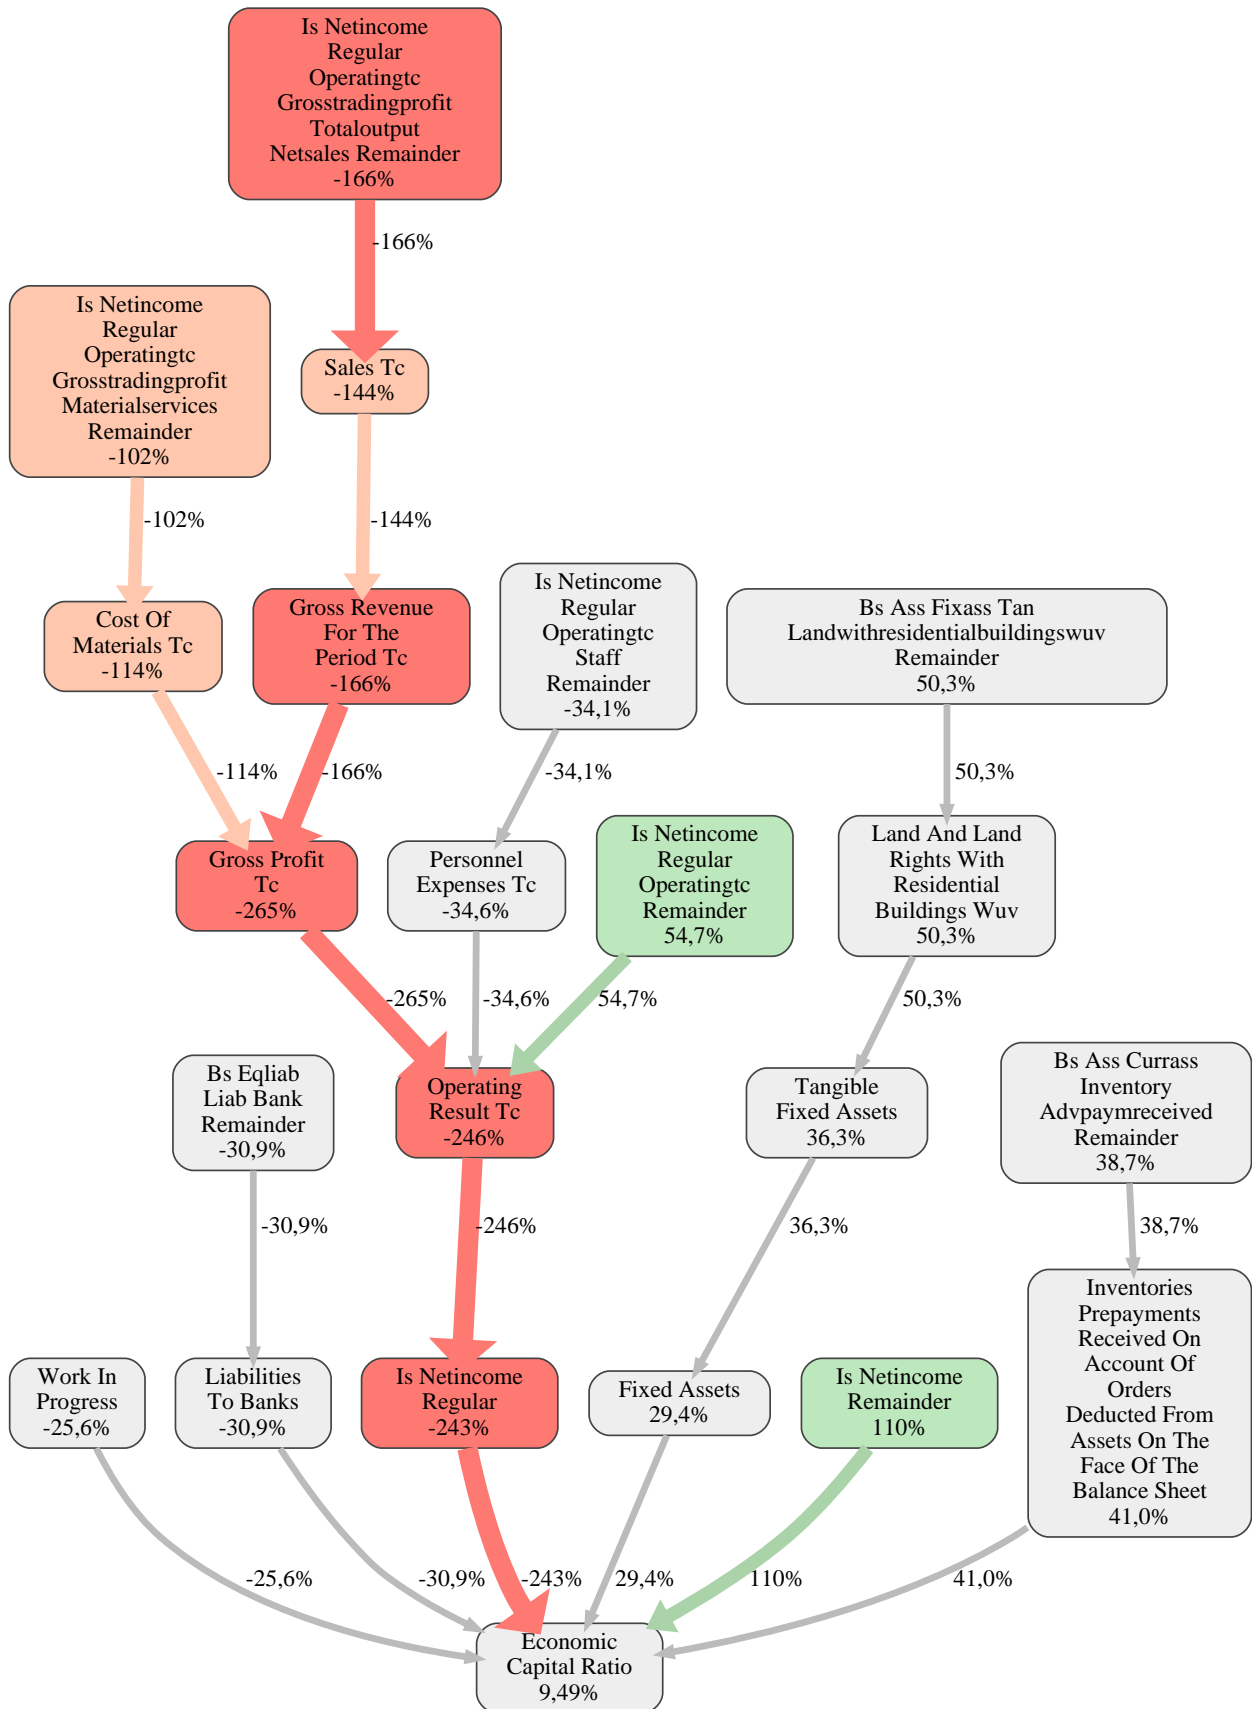 Is Netincome
Regular
Operatingtc
Grosstradingprofit
Totaloutput
Netsales Remainder
-166%
-166%
Is Netincome
Regular
Operatingtc
Grosstradingprofit
Materialservices
Remainder
-102%
Sales Tc
-144%
-102%
-144%
Cost Of
Materials Tc
-114%
Gross Revenue
For The
Period Tc
-166%
Is Netincome
Regular
Operatingtc
Staff
Remainder
-34,1%
Bs Ass Fixass Tan
Landwithresidentialbuildingswuv
Remainder
50,3%
-114%
-166%
-34,1%
50,3%
Gross Profit
Tc
-265%
Personnel
Expenses Tc
-34,6%
Is Netincome
Regular
Operatingtc
Remainder
54,7%
Land And Land
Rights With
Residential
Buildings Wuv
50,3%
-265%
-34,6%
54,7%
50,3%
Bs Eqliab
Liab Bank
Remainder
-30,9%
Operating
Result Tc
-246%
Tangible
Fixed Assets
36,3%
Bs Ass Currass
Inventory
Advpaymreceived
Remainder
38,7%
-30,9%
-246%
36,3%
38,7%
Work In
Progress
-25,6%
Liabilities
To Banks
-30,9%
Is Netincome
Regular
-243%
Fixed Assets
29,4%
Is Netincome
Remainder
110%
Inventories
Prepayments
Received On
Account Of
Orders
Deducted From
Assets On The
Face Of The
Balance Sheet
41,0%
-25,6%
-30,9%
-243%
29,4%
110%
41,0%
Economic
Capital Ratio
9,49%